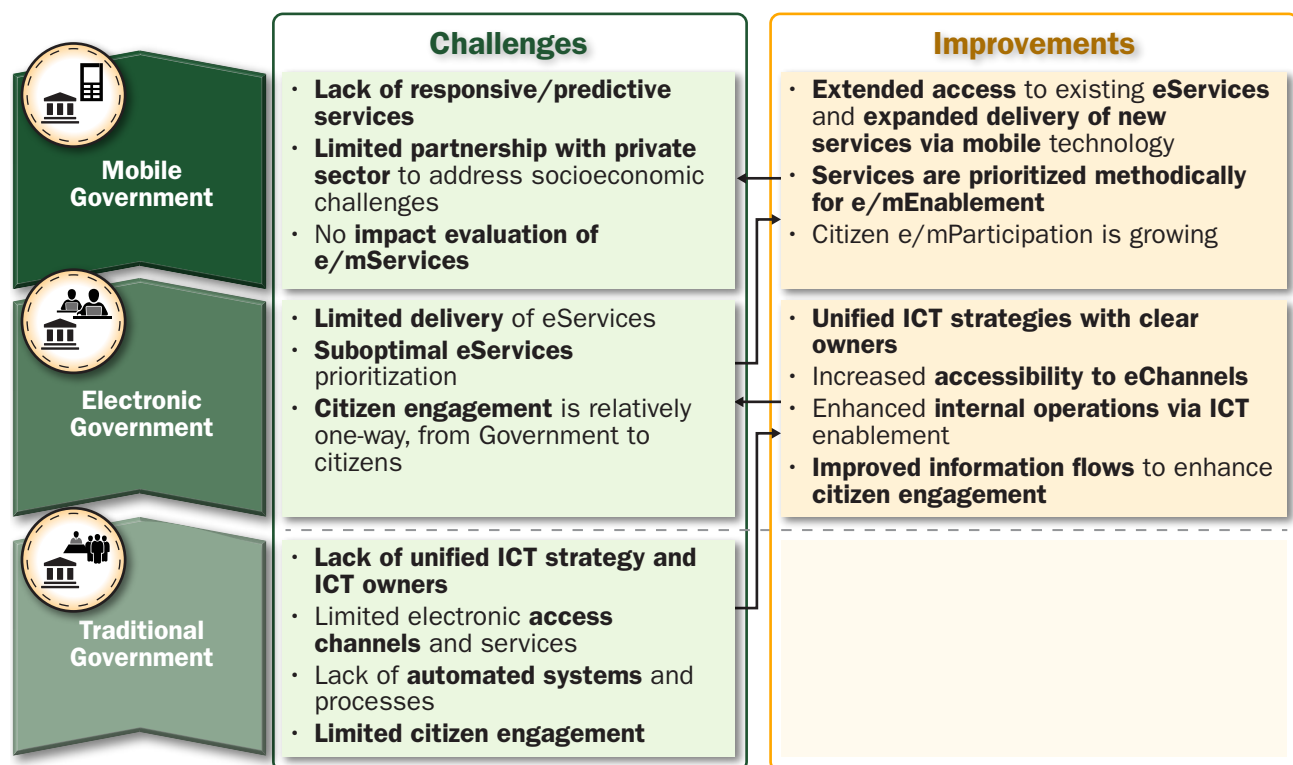 Challenges
Improvements
Mobile
Government
• Lack of responsive/predictive
services
• Limited partnership with private
sector to address socioeconomic
challenges
• No impact evaluation of
e/mServices
• Extended access to existing eServices
and expanded delivery of new
services via mobile technology
• Services are prioritized methodically
for e/mEnablement
• Citizen e/mParticipation is growing
Electronic
Government
• Limited delivery of eServices
• Suboptimal eServices
prioritization
• Citizen engagement is relatively
one-way, from Government to
citizens
• Unified ICT strategies with clear
owners
• Increased accessibility to eChannels
• Enhanced internal operations via ICT
enablement
• Improved information flows to enhance
citizen engagement
Traditional
Government
• Lack of unified ICT strategy and
ICT owners
• Limited electronic access
channels and services
• Lack of automated systems and
processes
• Limited citizen engagement